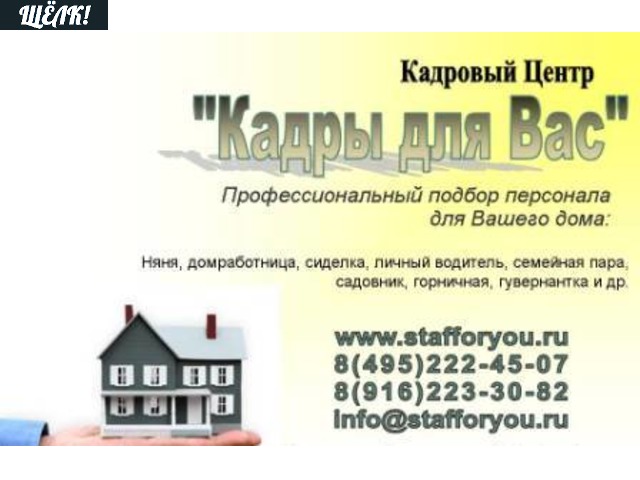 ЩЁЛК!
Кадровый Центр
"Кадры для Вас"
Профессиональный подбор персонала
для Вашего дома:
Няня, домработница, сиделка, личный водитель, семейная пара,
садовник, горничная, гувернантка и др.
www.stafforyou.ru
8(495)222-45-07
8(916)223-30-82
info@stafforyou.ru